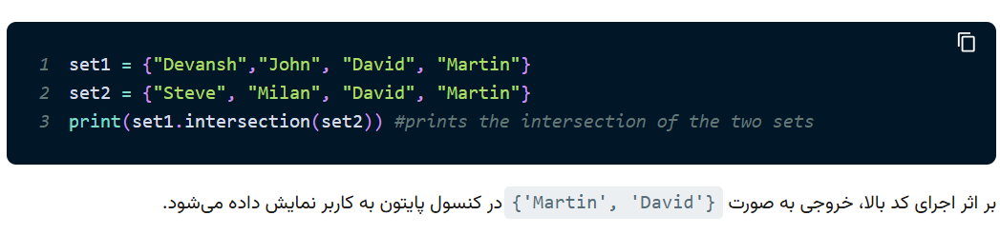 1 set1 = {"Devansh","John", "David", "Martin"}
2 set2 = {"Steve", "Milan", "David", "Martin"}
3 print(set1.intersection(set2)) #prints the intersection of the two sets
بر اثر اجرای کد بالا، خروجی به صورت {'Martin', 'David'} در کنسول پایتون به کاربر نمایش داده می‌شود.